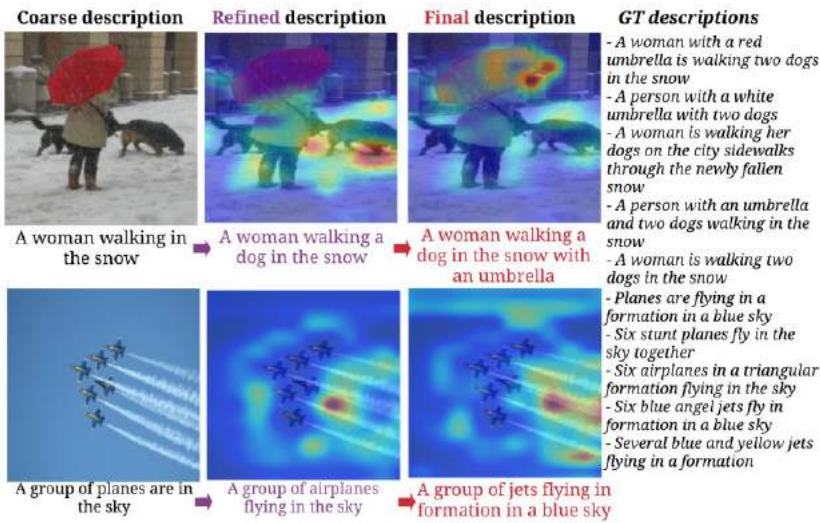 Coarse description
Refined description
Final description
GT descriptions
A woman walking in
the snow
A woman walking a
dog in the snow
A woman walking a
dog in the snow with
an umbrella
- A woman with a red
umbrella is walking two dogs
in the snow
- A person with a white
umbrella with two dogs
- A woman is walking her
dogs on the city sidewalks
through the newly fallen
snow
- A person with an umbrella
and two dogs walking in the
snow
- A woman is walking two
dogs in the snow
- Planes are flying in a
formation in a blue sky
- Six stunt planes fly in the
sky together
- Six airplanes in a triangular
formation flying in the sky
- Six blue angel jets fly in
formation in a blue sky
- Several blue and yellow jets
flying in a formation
A group of planes are in
the sky
A group of airplanes
flying in the sky
A group of jets flying in
formation in a blue sky